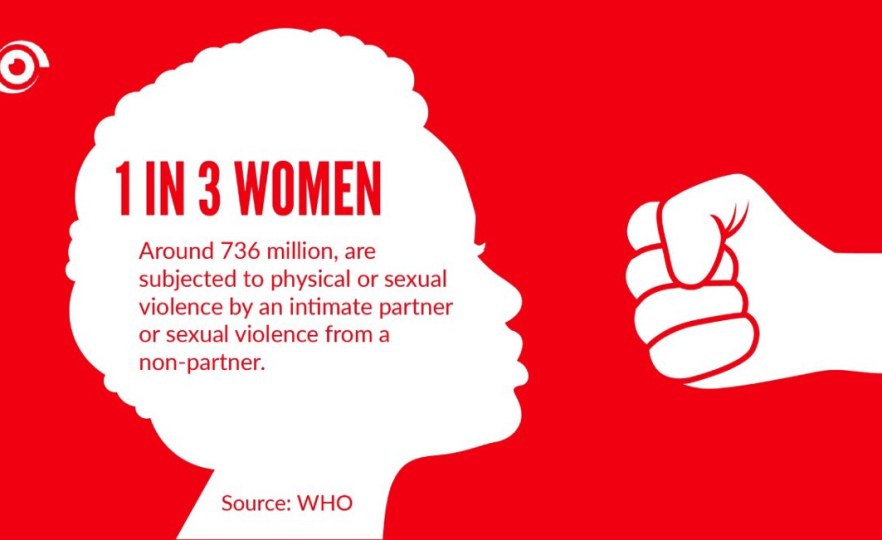 1 IN 3 WOMEN
Around 736 million, are
subjected to physical or sexual
violence by an intimate partner
or sexual violence from a
non-partner.
Source: WHO